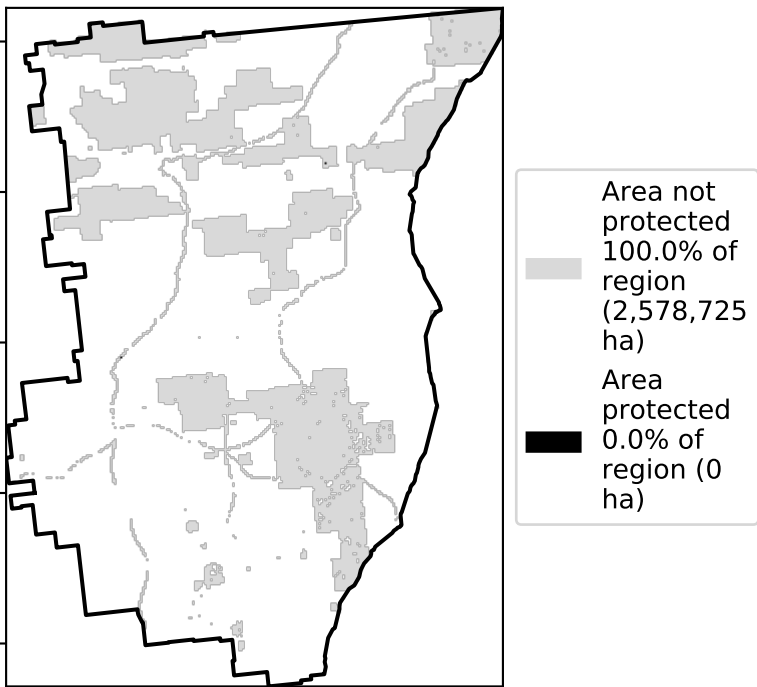 Area not
protected
100.0% of
region
(2,578,725
ha)
Area
protected
0.0% of
region (0
ha)